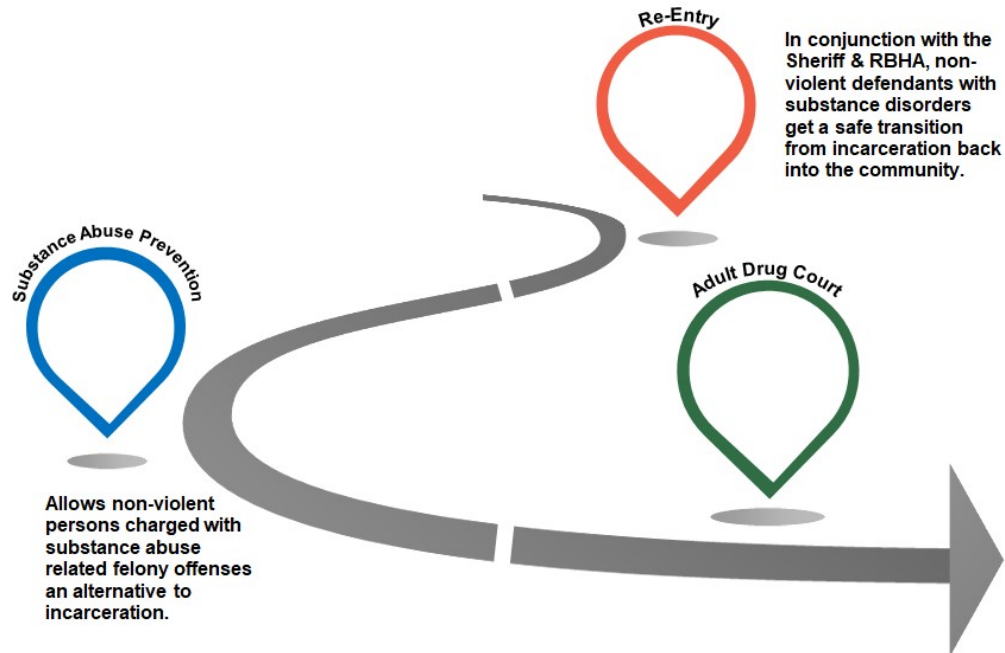 Re-Entry
In conjunction with the
Sheriff & RBHA, non-
violent defendants with
substance disorders
get a safe transition
from incarceration back
into the community.
Substance Abuse Prevention
Allows non-violent
persons charged with
substance abuse
related felony offenses
an alternative to
incarceration.
Adult Drug Court